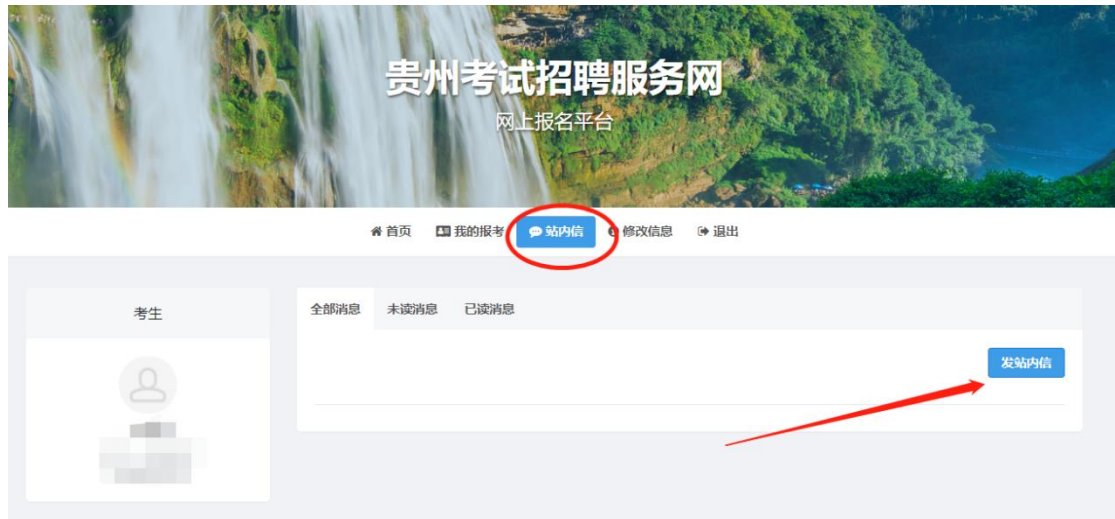 贵州考试招聘服务网
网上报名平台
首页 我的报考 站内信 修改信息 退出
考生
全部消息 未读消息 已读消息
发站内信